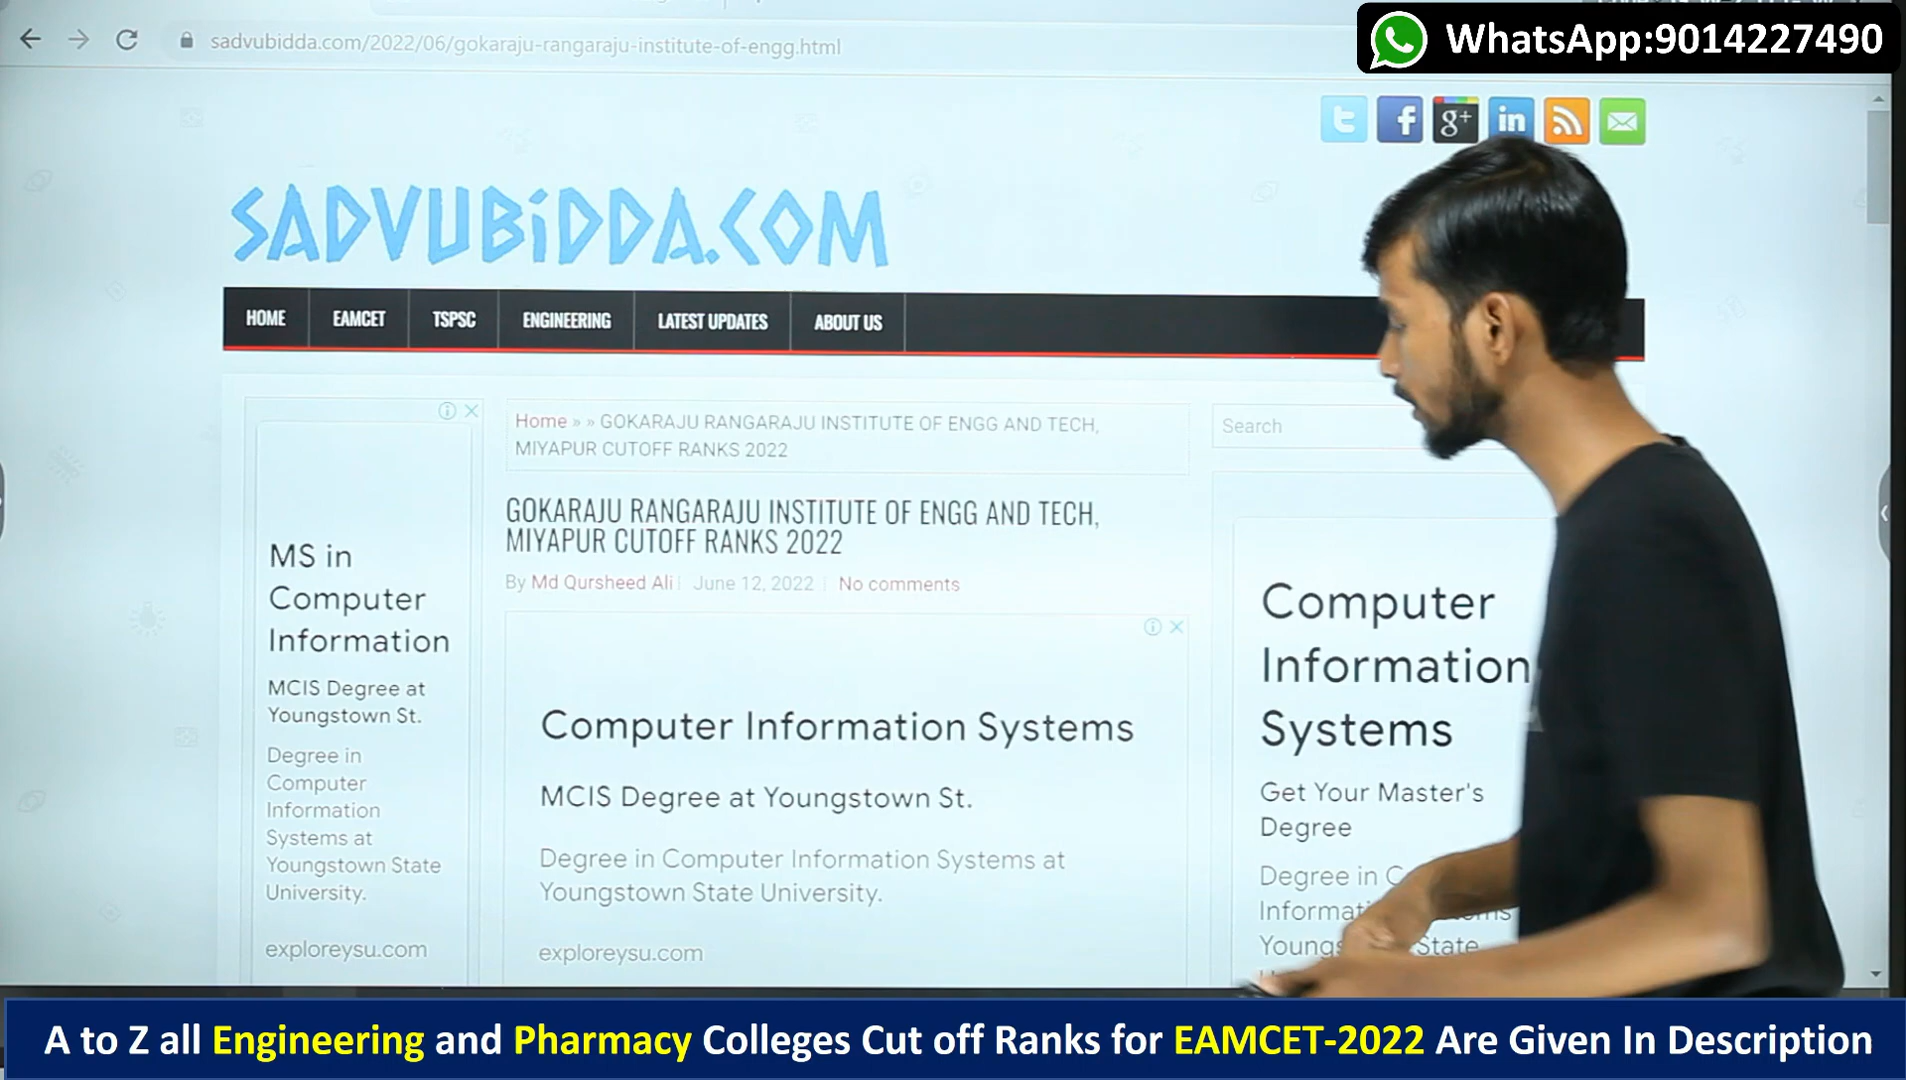 sadvubidda.com/2022/06/gokaraju-rangaraju-institute-of-engg.html
WhatsApp:9014227490
SADVUBiDDA.COM
HOME EAMCET TSPSC ENGINEERING LATEST UPDATES ABOUT US
Home » » GOKARAJU RANGARAJU INSTITUTE OF ENGG AND TECH,
MIYAPUR CUTOFF RANKS 2022
Search
GOKARAJU RANGARAJU INSTITUTE OF ENGG AND TECH,
MIYAPUR CUTOFF RANKS 2022
By Md Qursheed Ali June 12, 2022 No comments
MS in
Computer
Information
MCIS Degree at
Youngstown St.
Degree in
Computer
Information
Systems at
Youngstown State
University.
exploreysu.com
Computer Information Systems
MCIS Degree at Youngstown St.
Degree in Computer Information Systems at
Youngstown State University.
exploreysu.com
Computer
Information
Systems
Get Your Master's
Degree
Degree in
State
A to Z all Engineering and Pharmacy Colleges Cut off Ranks for EAMCET-2022 Are Given In Description